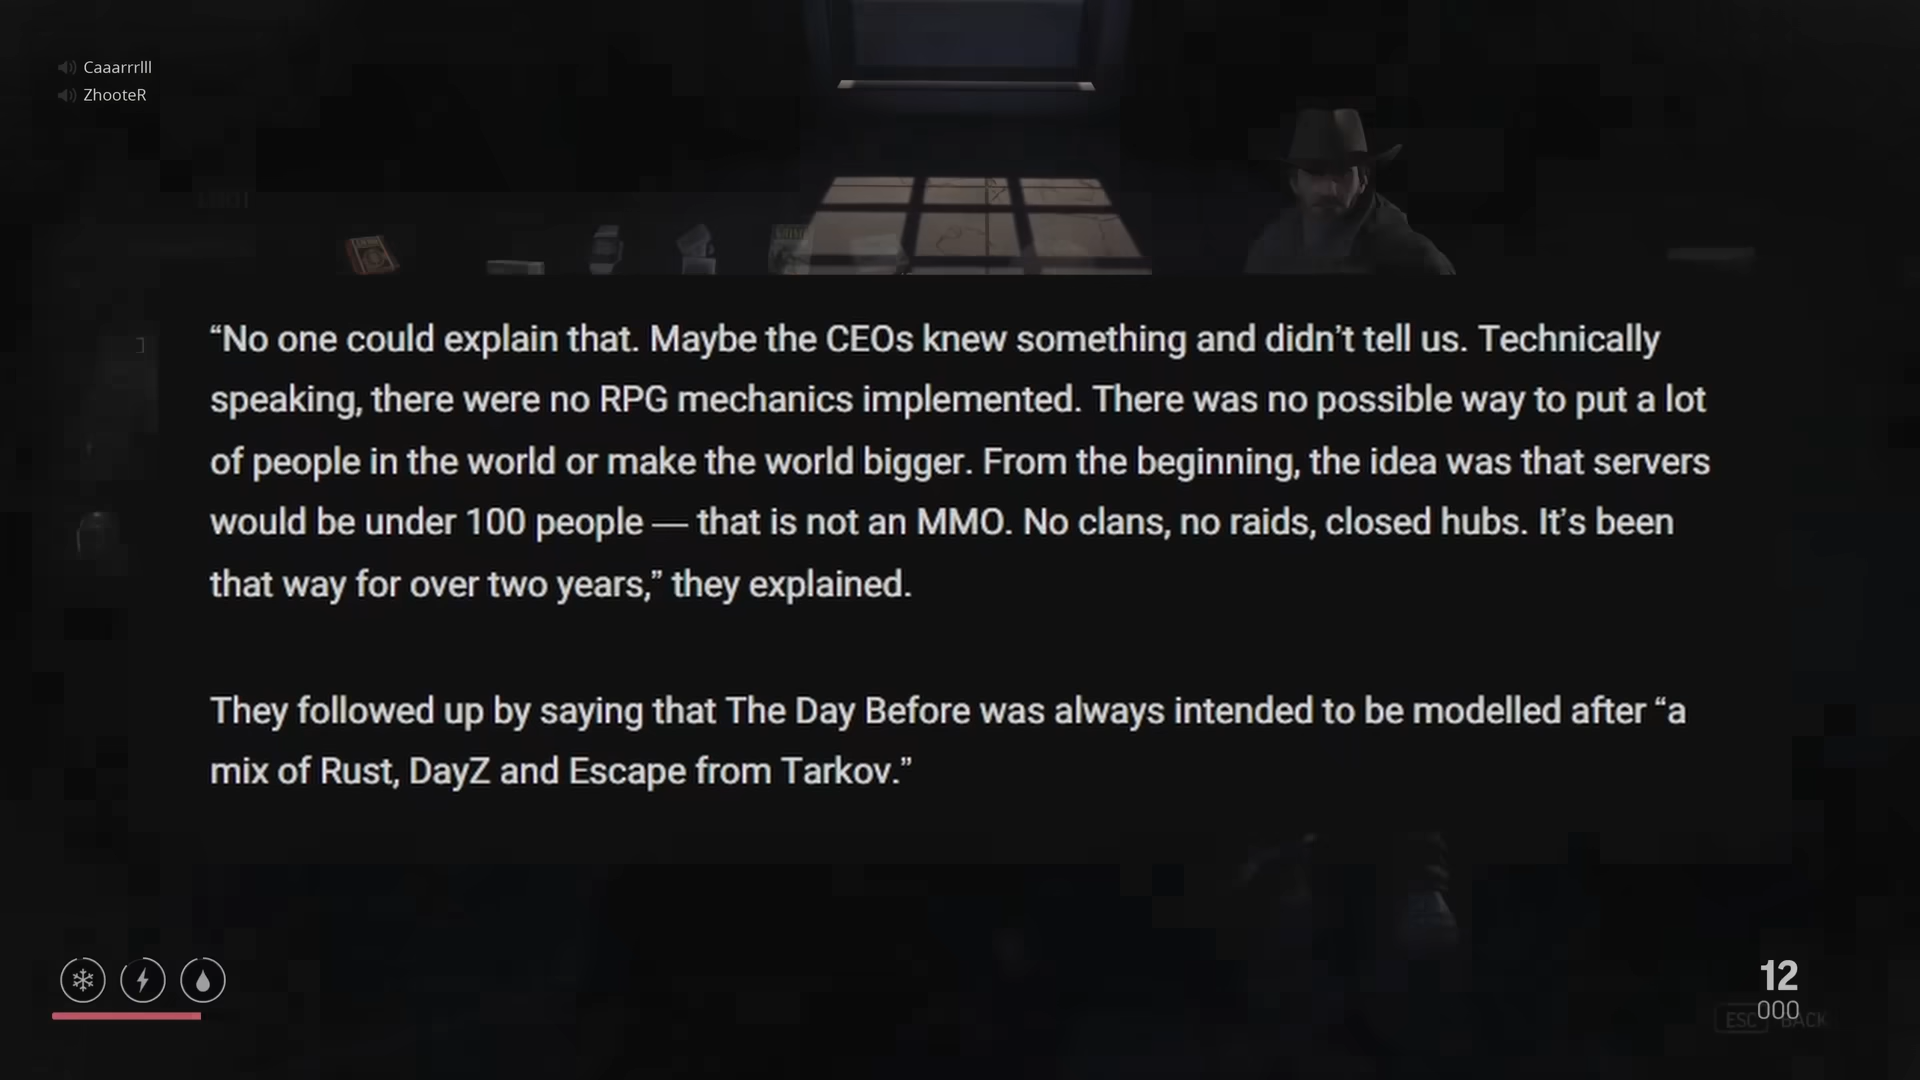 Caaarrrlll
ZhooteR
“No one could explain that. Maybe the CEOs knew something and didn’t tell us. Technically
speaking, there were no RPG mechanics implemented. There was no possible way to put a lot
of people in the world or make the world bigger. From the beginning, the idea was that servers
would be under 100 people — that is not an MMO. No clans, no raids, closed hubs. It’s been
that way for over two years,” they explained.
They followed up by saying that The Day Before was always intended to be modelled after “a
mix of Rust, DayZ and Escape from Tarkov.”
12
000
ESC BACK